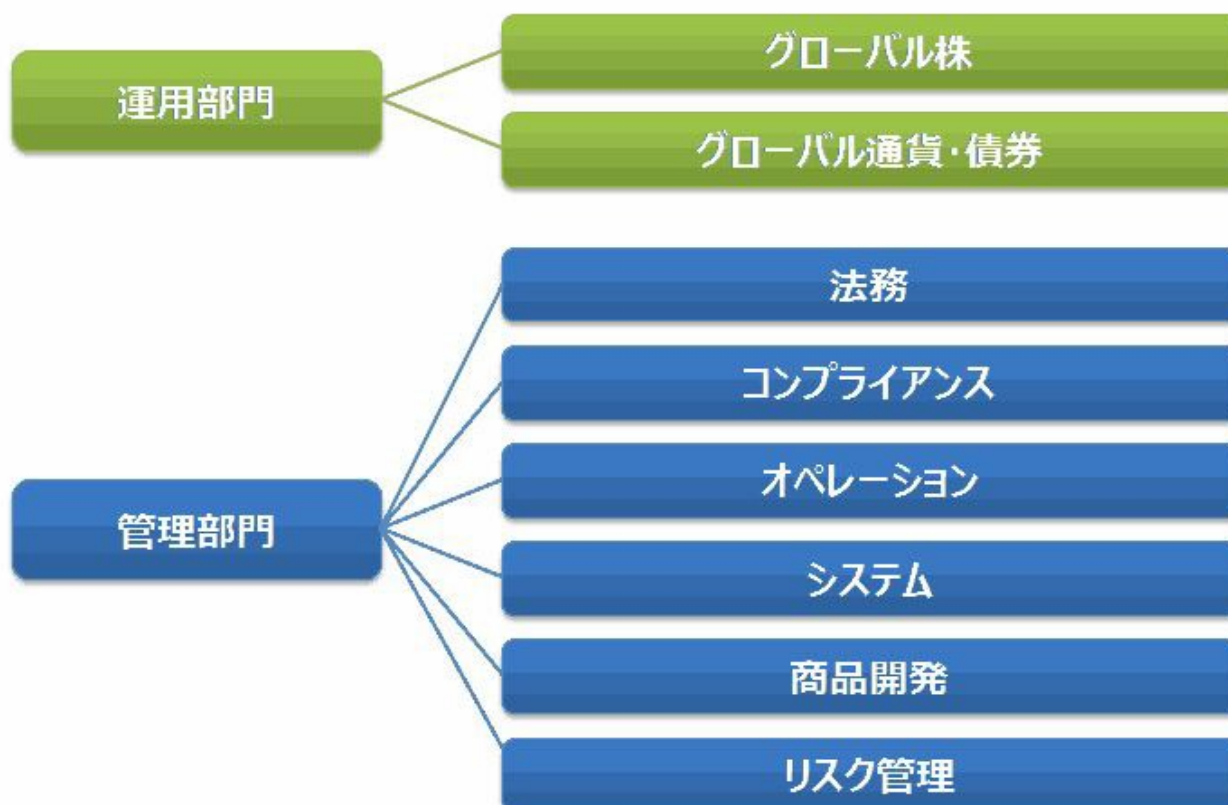 運用部門
グローバル株
グローバル通貨・債券
管理部門
法務
コンプライアンス
オペレーション
システム
商品開発
リスク管理